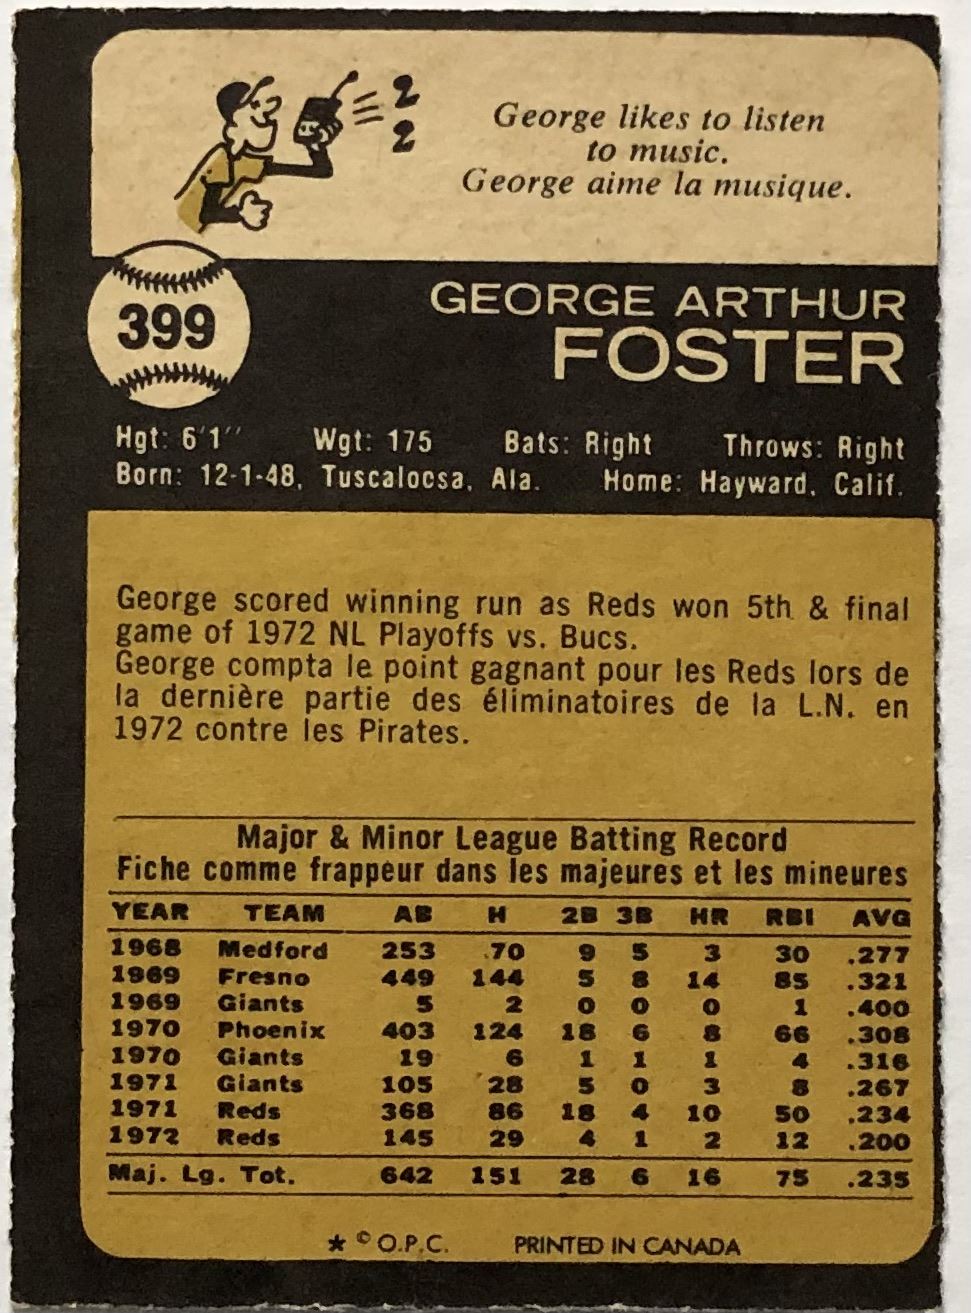 George likes to listen
to music.
George aime la musique.
399
GEORGE ARTHUR
FOSTER
Hgt: 6'1'' Wgt: 175 Bats: Right Throws: Right
Born: 12-1-48, Tuscaloosa, Ala. Home: Hayward, Calif.
George scored winning run as Reds won 5th & final
game of 1972 NL Playoffs vs. Bucs.
George compta le point gagnant pour les Reds lors de
la dernière partie des éliminatoires de la L.N. en
1972 contre les Pirates.
Major & Minor League Batting Record
Fiche comme frappeur dans les majeures et les mineures
YEAR TEAM AB H 2B 3B HR RBI AVG
1968 Medford 253 70 9 5 3 30 .277
1969 Fresno 449 144 5 8 14 85 .321
1969 Giants 5 2 0 0 0 1 .400
1970 Phoenix 403 124 18 6 8 66 .308
1970 Giants 19 6 1 1 1 4 .316
1971 Giants 105 28 5 0 3 8 .267
1971 Reds 368 86 18 4 10 50 .234
1972 Reds 145 29 4 1 2 12 .200
Maj. Lg. Tot. 642 151 28 6 16 75 .235
★ © O.P.C. PRINTED IN CANADA